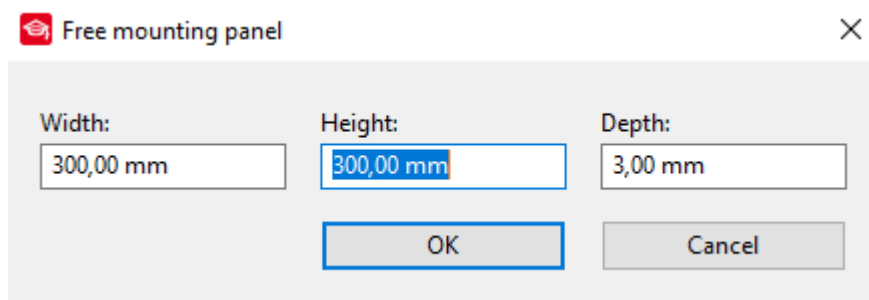 Free mounting panel
Width: Height: Depth:
300,00 mm 300,00 mm 3,00 mm
OK Cancel